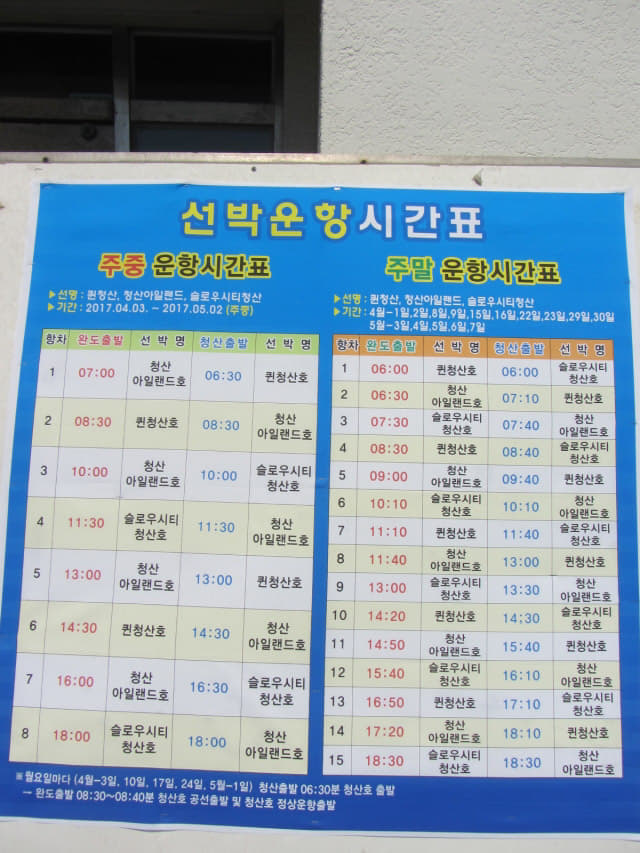 선박운항시간표
주중 운항시간표
▶선명 : 퀸청산, 청산아일랜드, 슬로우시티청산
▶기간 : 2017.04.03. ~ 2017.05.02 (주중)
항차 완도출발 선 박 명 청산출발 선 박 명
1 07:00 청산 아일랜드호 06:30 퀸청산호
2 08:30 퀸청산호 08:30 청산 아일랜드호
3 10:00 청산 아일랜드호 10:00 슬로우시티 청산호
4 11:30 슬로우시티 청산호 11:30 청산 아일랜드호
5 13:00 청산 아일랜드호 13:00 퀸청산호
6 14:30 퀸청산호 14:30 청산 아일랜드호
7 16:00 청산 아일랜드호 16:30 슬로우시티 청산호
8 18:00 슬로우시티 청산호 18:00 청산 아일랜드호
주말 운항시간표
▶선명 : 퀸청산, 청산아일랜드, 슬로우시티청산
▶기간 : 4월-1일,2일,8일,9일,15일,16일,22일,23일,29일,30일
5월-3일,4일,5일,6일,7일
항차 완도출발 선 박 명 청산출발 선 박 명
1 06:00 퀸청산호 06:00 슬로우시티 청산호
2 06:30 청산 아일랜드호 07:10 퀸청산호
3 07:30 슬로우시티 청산호 07:40 청산 아일랜드호
4 08:30 퀸청산호 08:40 슬로우시티 청산호
5 09:00 청산 아일랜드호 09:40 퀸청산호
6 10:10 슬로우시티 청산호 10:10 청산 아일랜드호
7 11:10 퀸청산호 11:40 슬로우시티 청산호
8 11:40 청산 아일랜드호 13:00 퀸청산호
9 13:00 슬로우시티 청산호 13:30 청산 아일랜드호
10 14:20 퀸청산호 14:30 슬로우시티 청산호
11 14:50 청산 아일랜드호 15:40 퀸청산호
12 15:40 슬로우시티 청산호 16:10 청산 아일랜드호
13 16:50 퀸청산호 17:10 슬로우시티 청산호
14 17:20 청산 아일랜드호 18:10 퀸청산호
15 18:30 슬로우시티 청산호 18:30 청산 아일랜드호
※월요일마다 (4월-3일, 10일, 17일, 24일, 5월-1일) 청산출발 06:30분 청산호 출발
→ 완도출발 08:30~08:40분 청산호 공선출발 및 청산호 정상운항출발